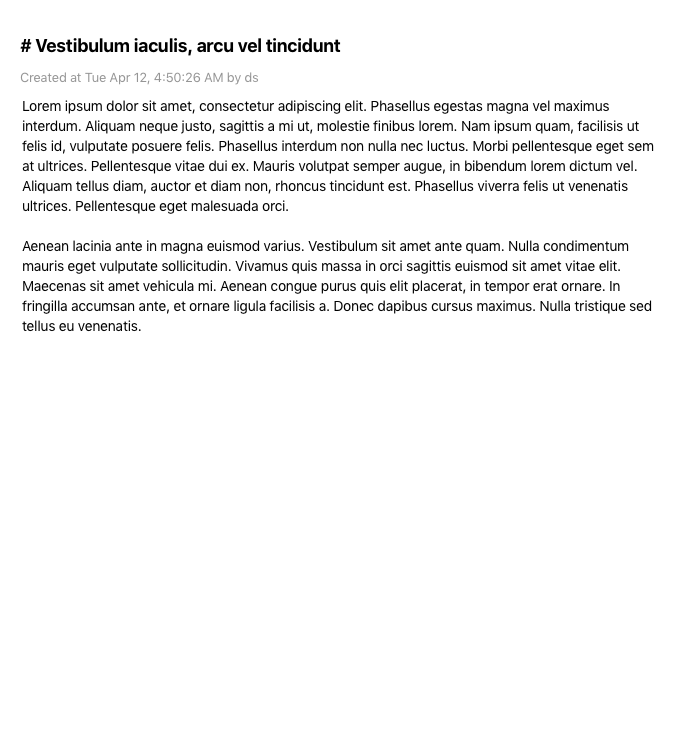 # Vestibulum iaculis, arcu vel tincidunt
Created at Tue Apr 12, 4:50:26 AM by ds
Lorem ipsum dolor sit amet, consectetur adipiscing elit. Phasellus egestas magna vel maximus
interdum. Aliquam neque justo, sagittis a mi ut, molestie finibus lorem. Nam ipsum quam, facilisis ut
felis id, vulputate posuere felis. Phasellus interdum non nulla nec luctus. Morbi pellentesque eget sem
at ultrices. Pellentesque vitae dui ex. Mauris volutpat semper augue, in bibendum lorem dictum vel.
Aliquam tellus diam, auctor et diam non, rhoncus tincidunt est. Phasellus viverra felis ut venenatis
ultrices. Pellentesque eget malesuada orci.
Aenean lacinia ante in magna euismod varius. Vestibulum sit amet ante quam. Nulla condimentum
mauris eget vulputate sollicitudin. Vivamus quis massa in orci sagittis euismod sit amet vitae elit.
Maecenas sit amet vehicula mi. Aenean congue purus quis elit placerat, in tempor erat ornare. In
fringilla accumsan ante, et ornare ligula facilisis a. Donec dapibus cursus maximus. Nulla tristique sed
tellus eu venenatis.